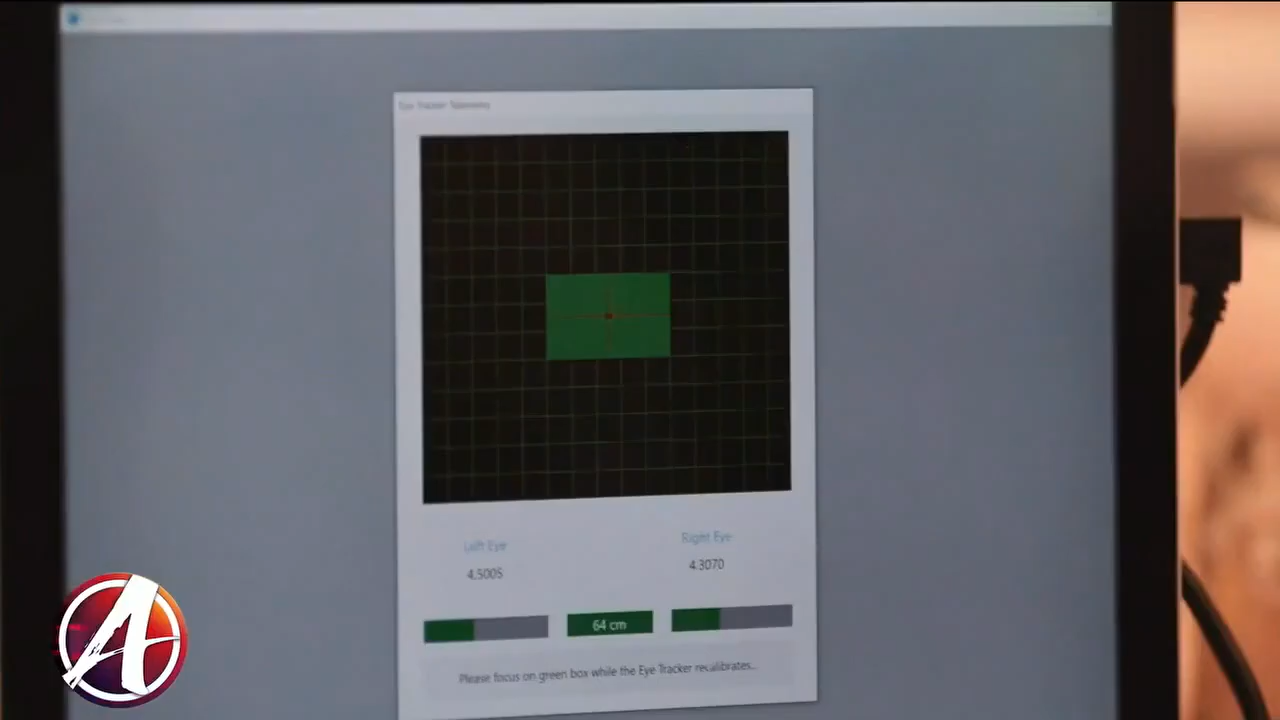 Eye Tracker Telemetry
Left Eye
Right Eye
4.5005
4.3070
64 cm
Please focus on green box while the Eye Tracker recalibrates...
A